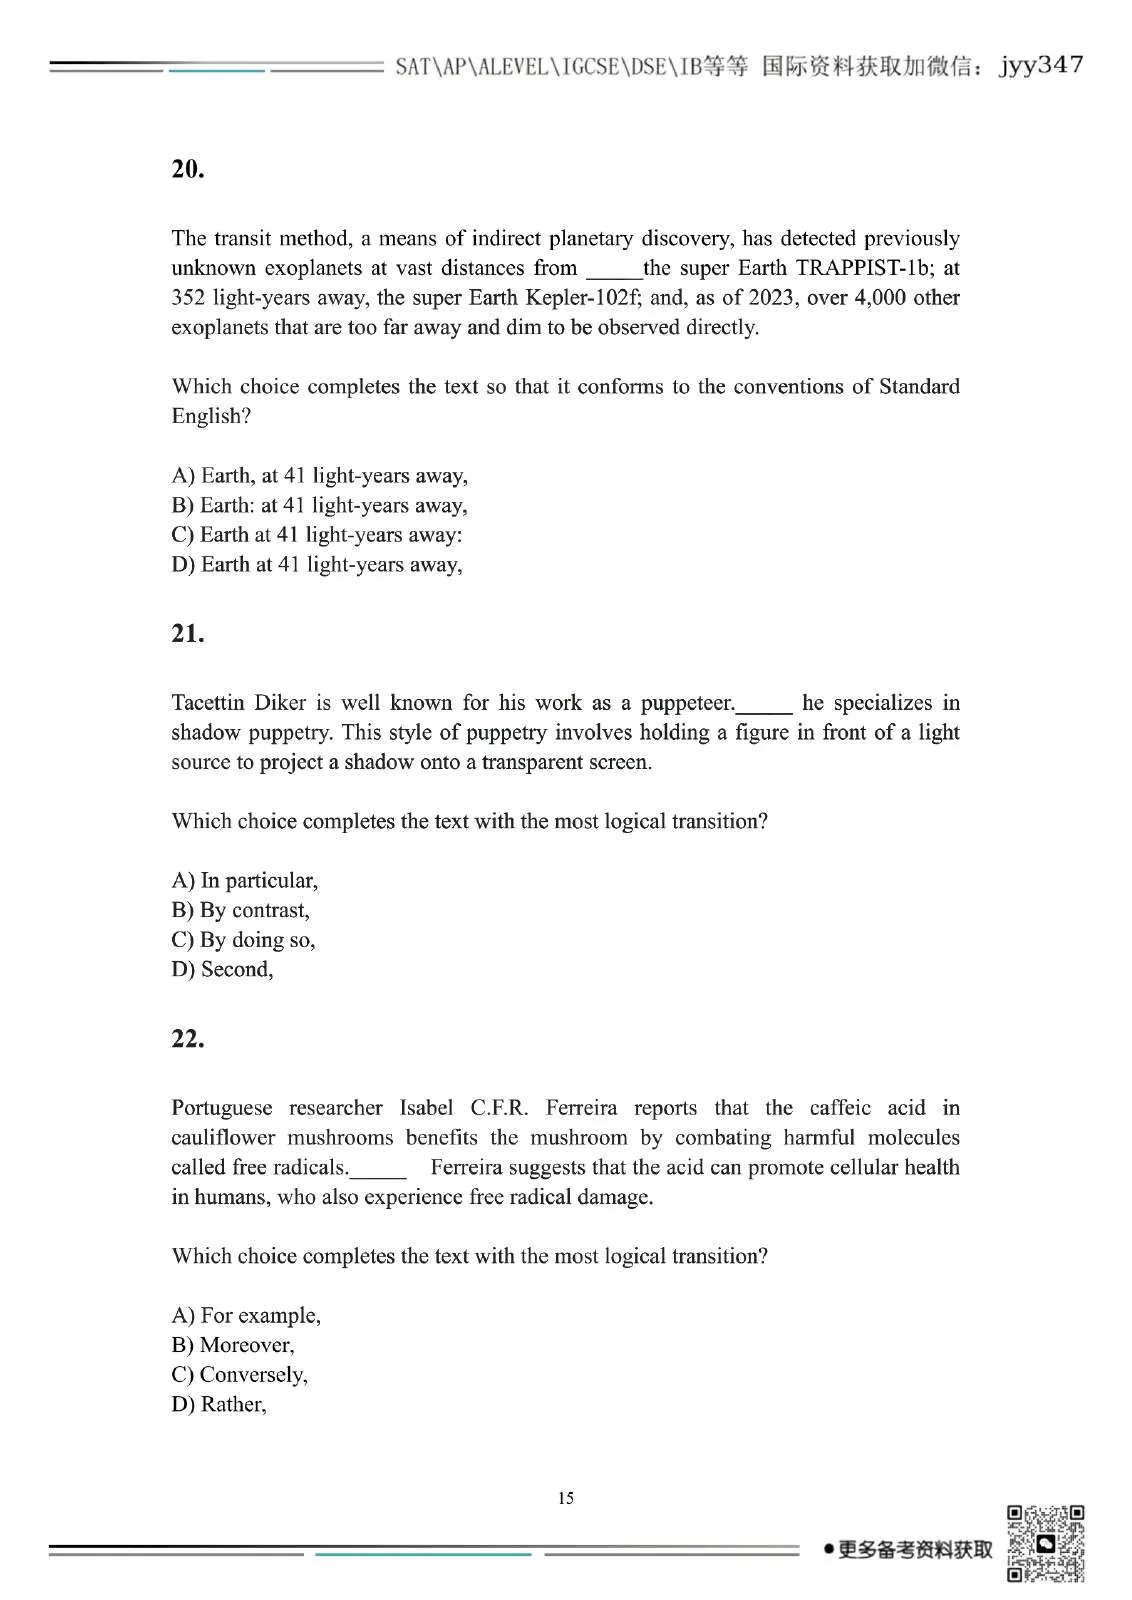 SAT\AP\ALEVEL\IGCSE\DSE\IB等等 国际资料获取加微信: jyy347
20.
The transit method, a means of indirect planetary discovery, has detected previously
unknown exoplanets at vast distances from _____the super Earth TRAPPIST-1b; at
352 light-years away, the super Earth Kepler-102f; and, as of 2023, over 4,000 other
exoplanets that are too far away and dim to be observed directly.
Which choice completes the text so that it conforms to the conventions of Standard
English?
A) Earth, at 41 light-years away,
B) Earth: at 41 light-years away,
C) Earth at 41 light-years away:
D) Earth at 41 light-years away,
21.
Tacettin Diker is well known for his work as a puppeteer._____ he specializes in
shadow puppetry. This style of puppetry involves holding a figure in front of a light
source to project a shadow onto a transparent screen.
Which choice completes the text with the most logical transition?
A) In particular,
B) By contrast,
C) By doing so,
D) Second,
22.
Portuguese researcher Isabel C.F.R. Ferreira reports that the caffeic acid in
cauliflower mushrooms benefits the mushroom by combating harmful molecules
called free radicals._____ Ferreira suggests that the acid can promote cellular health
in humans, who also experience free radical damage.
Which choice completes the text with the most logical transition?
A) For example,
B) Moreover,
C) Conversely,
D) Rather,
15
●更多备考资料获取